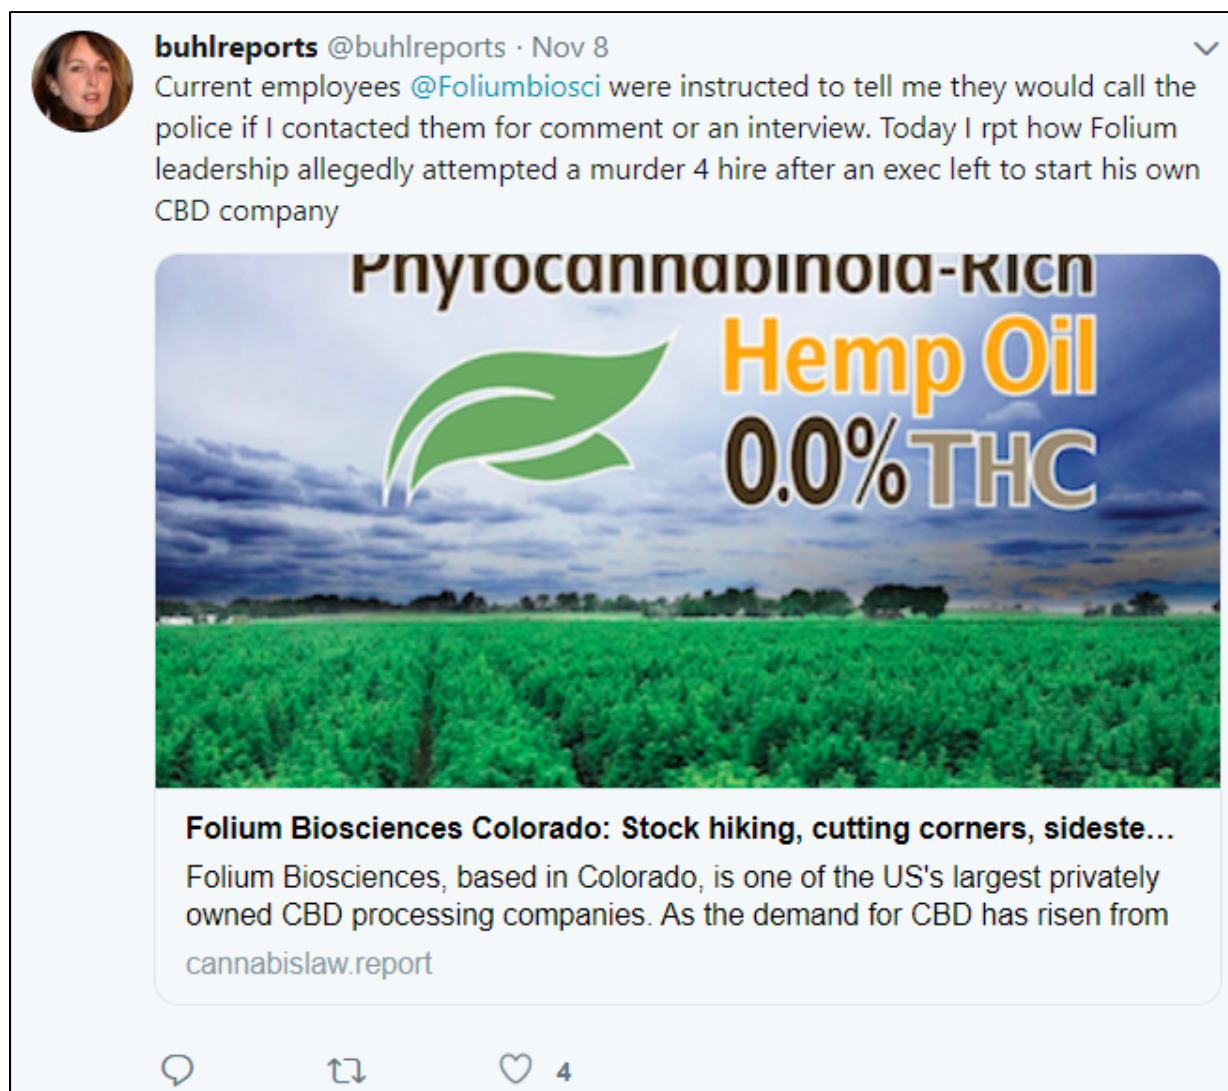 buhlreports @buhlreports · Nov 8
Current employees @Foliumbiosci were instructed to tell me they would call the
police if I contacted them for comment or an interview. Today I rpt how Folium
leadership allegedly attempted a murder 4 hire after an exec left to start his own
CBD company
Phytocannabinoid-Rich
Hemp Oil
0.0% THC
Folium Biosciences Colorado: Stock hiking, cutting corners, sideste...
Folium Biosciences, based in Colorado, is one of the US's largest privately
owned CBD processing companies. As the demand for CBD has risen from
cannabislaw.report
4